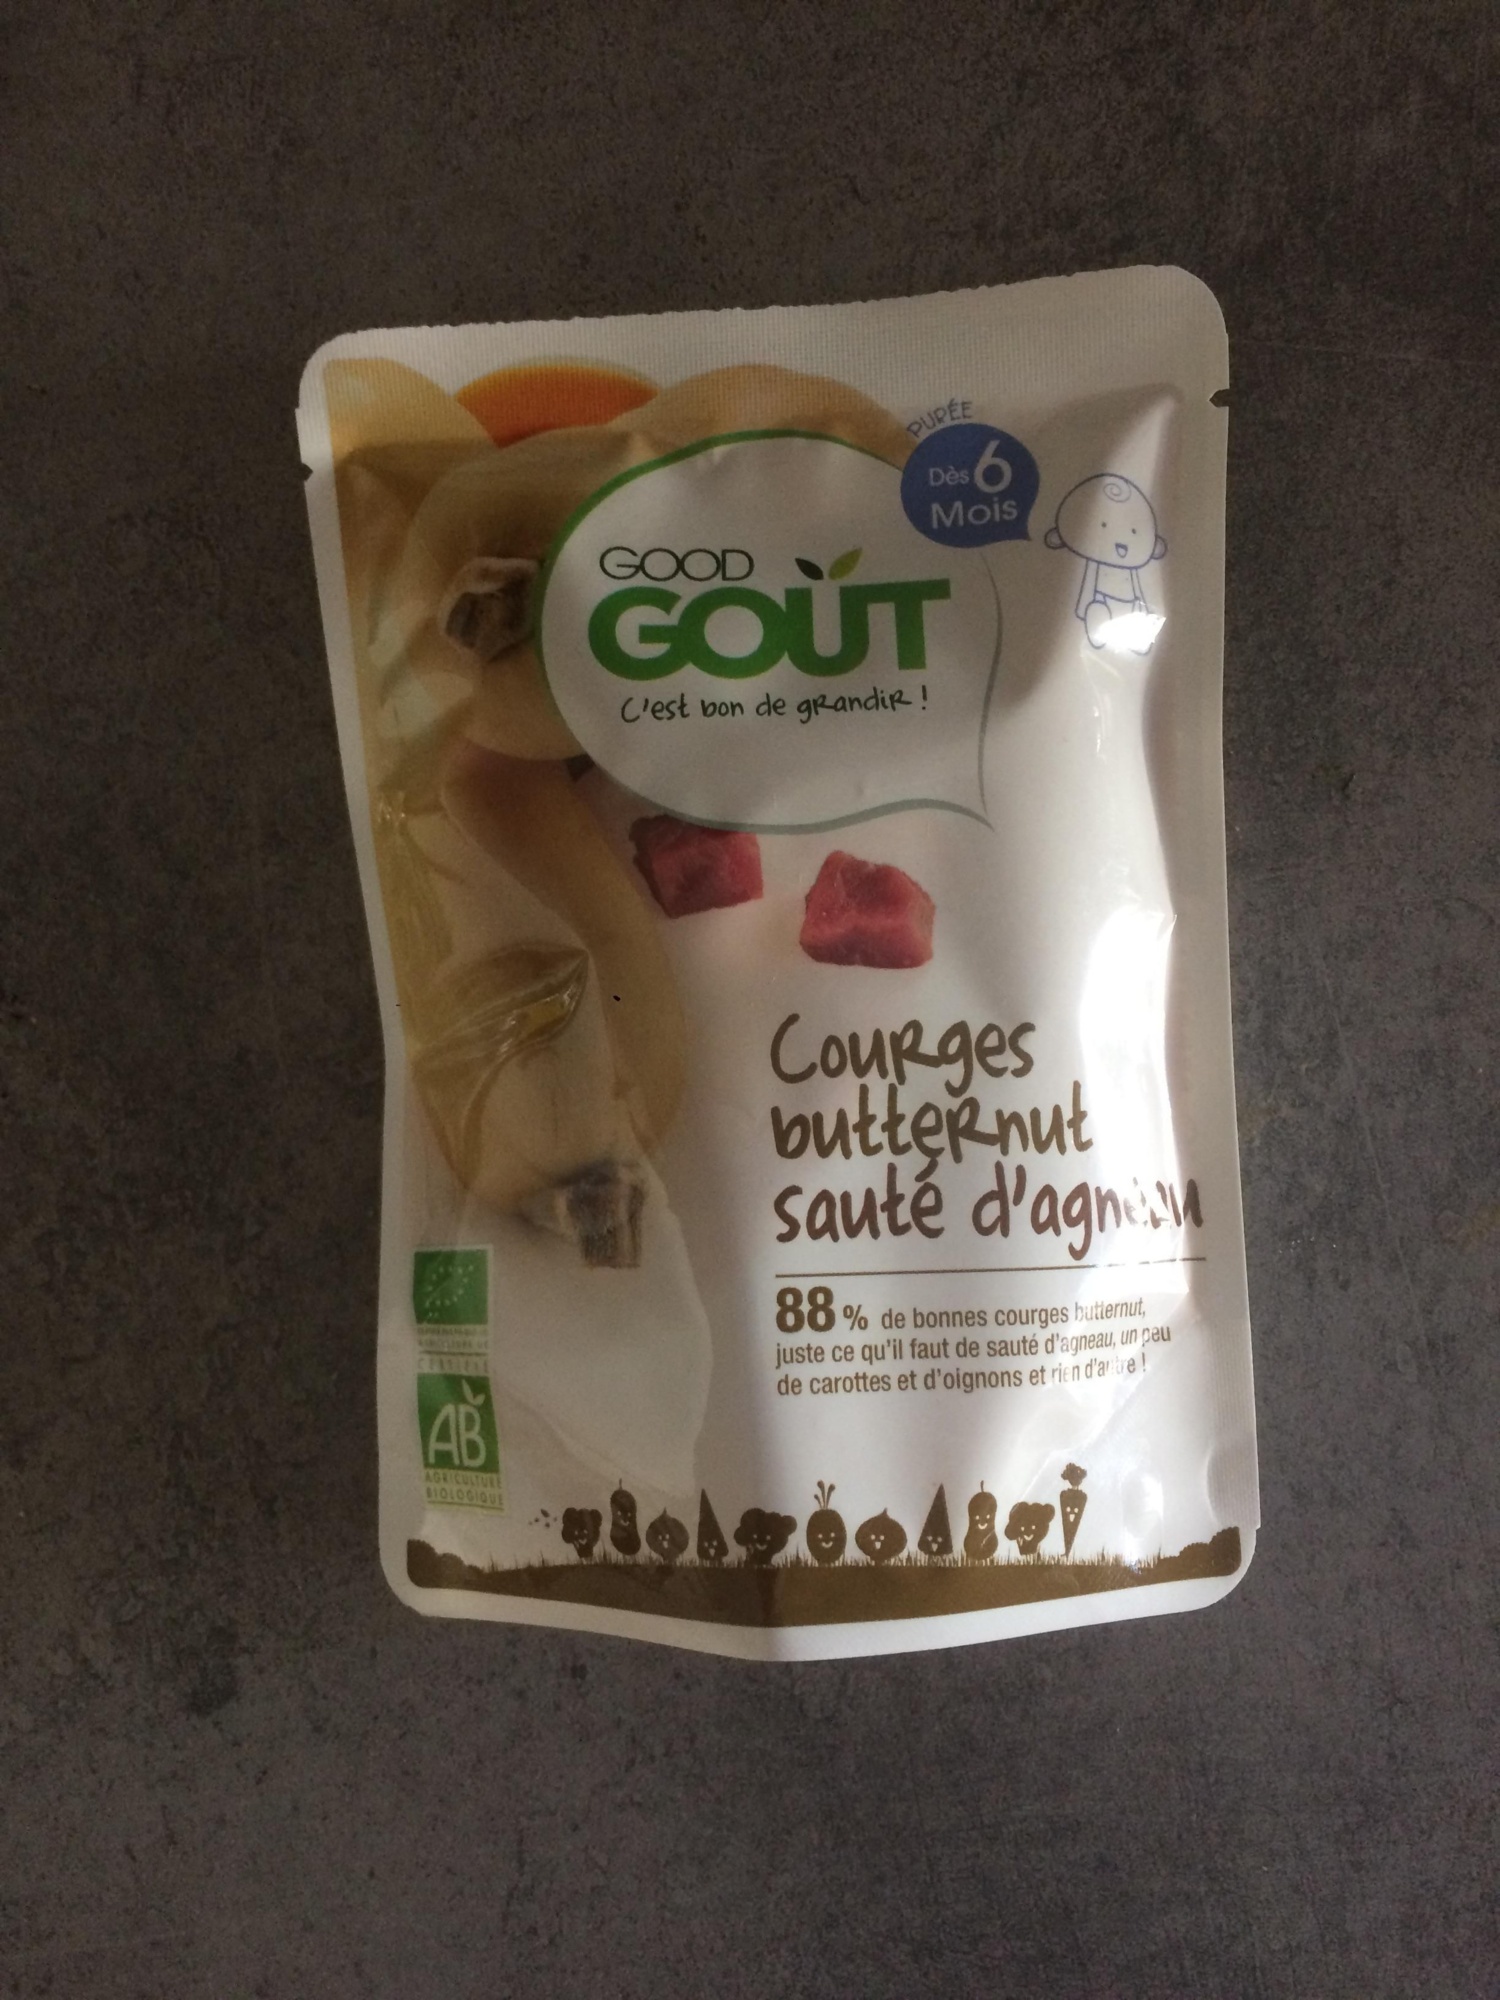 PURÉE
Dès 6
Mois
GOOD
GOÛT
C'est bon de grandir !
Courges
butternut
sauté d'agneau
88 % de bonnes courges butternut,
juste ce qu'il faut de sauté d'agneau, un peu
de carottes et d'oignons et rien d'autre !
CERTIFIÉ
AB
AGRICULTURE
BIOLOGIQUE